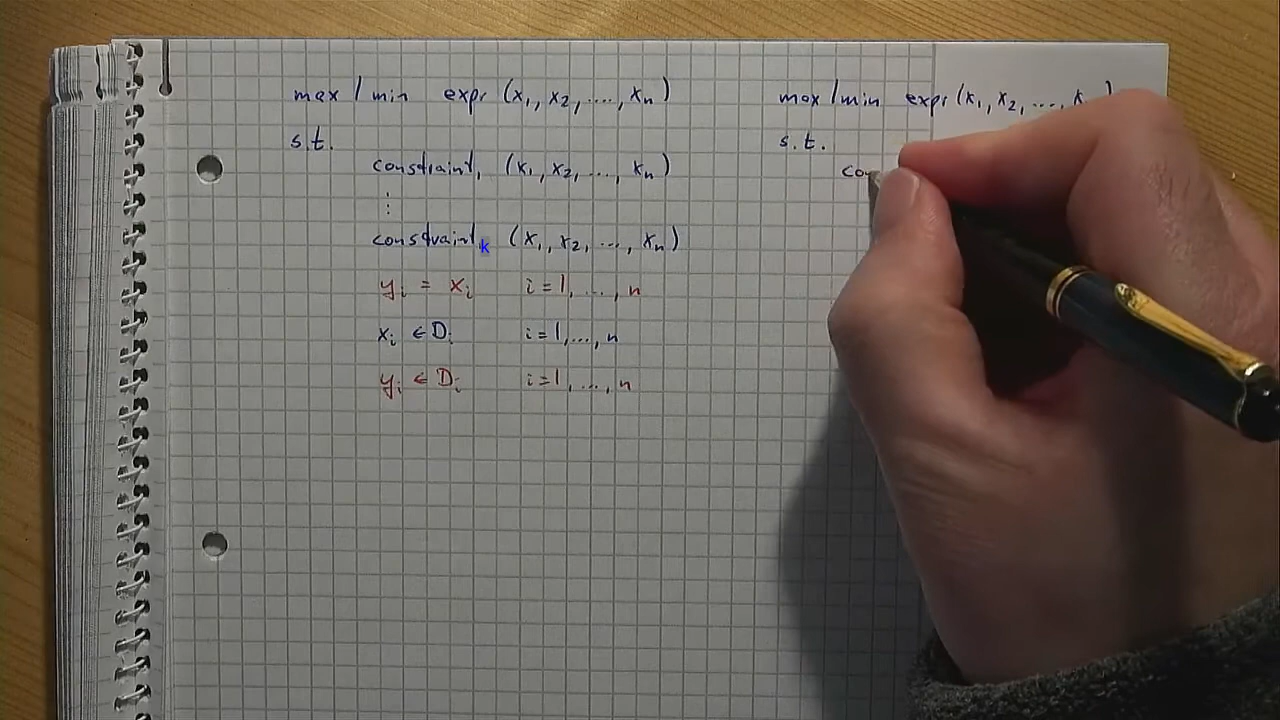 max / min expr (x₁, x₂, ...., xₙ)
s.t.
constraint₁ (x₁, x₂, ..., xₙ)
⋮
constraintₖ (x₁, x₂, ..., xₙ)
yᵢ = xᵢ i = 1, ..., n
xᵢ ∈ Dᵢ i = 1, ..., n
yᵢ ∈ Dᵢ i = 1, ..., n
max / min expr (x₁, x₂, ...,
s.t.
co